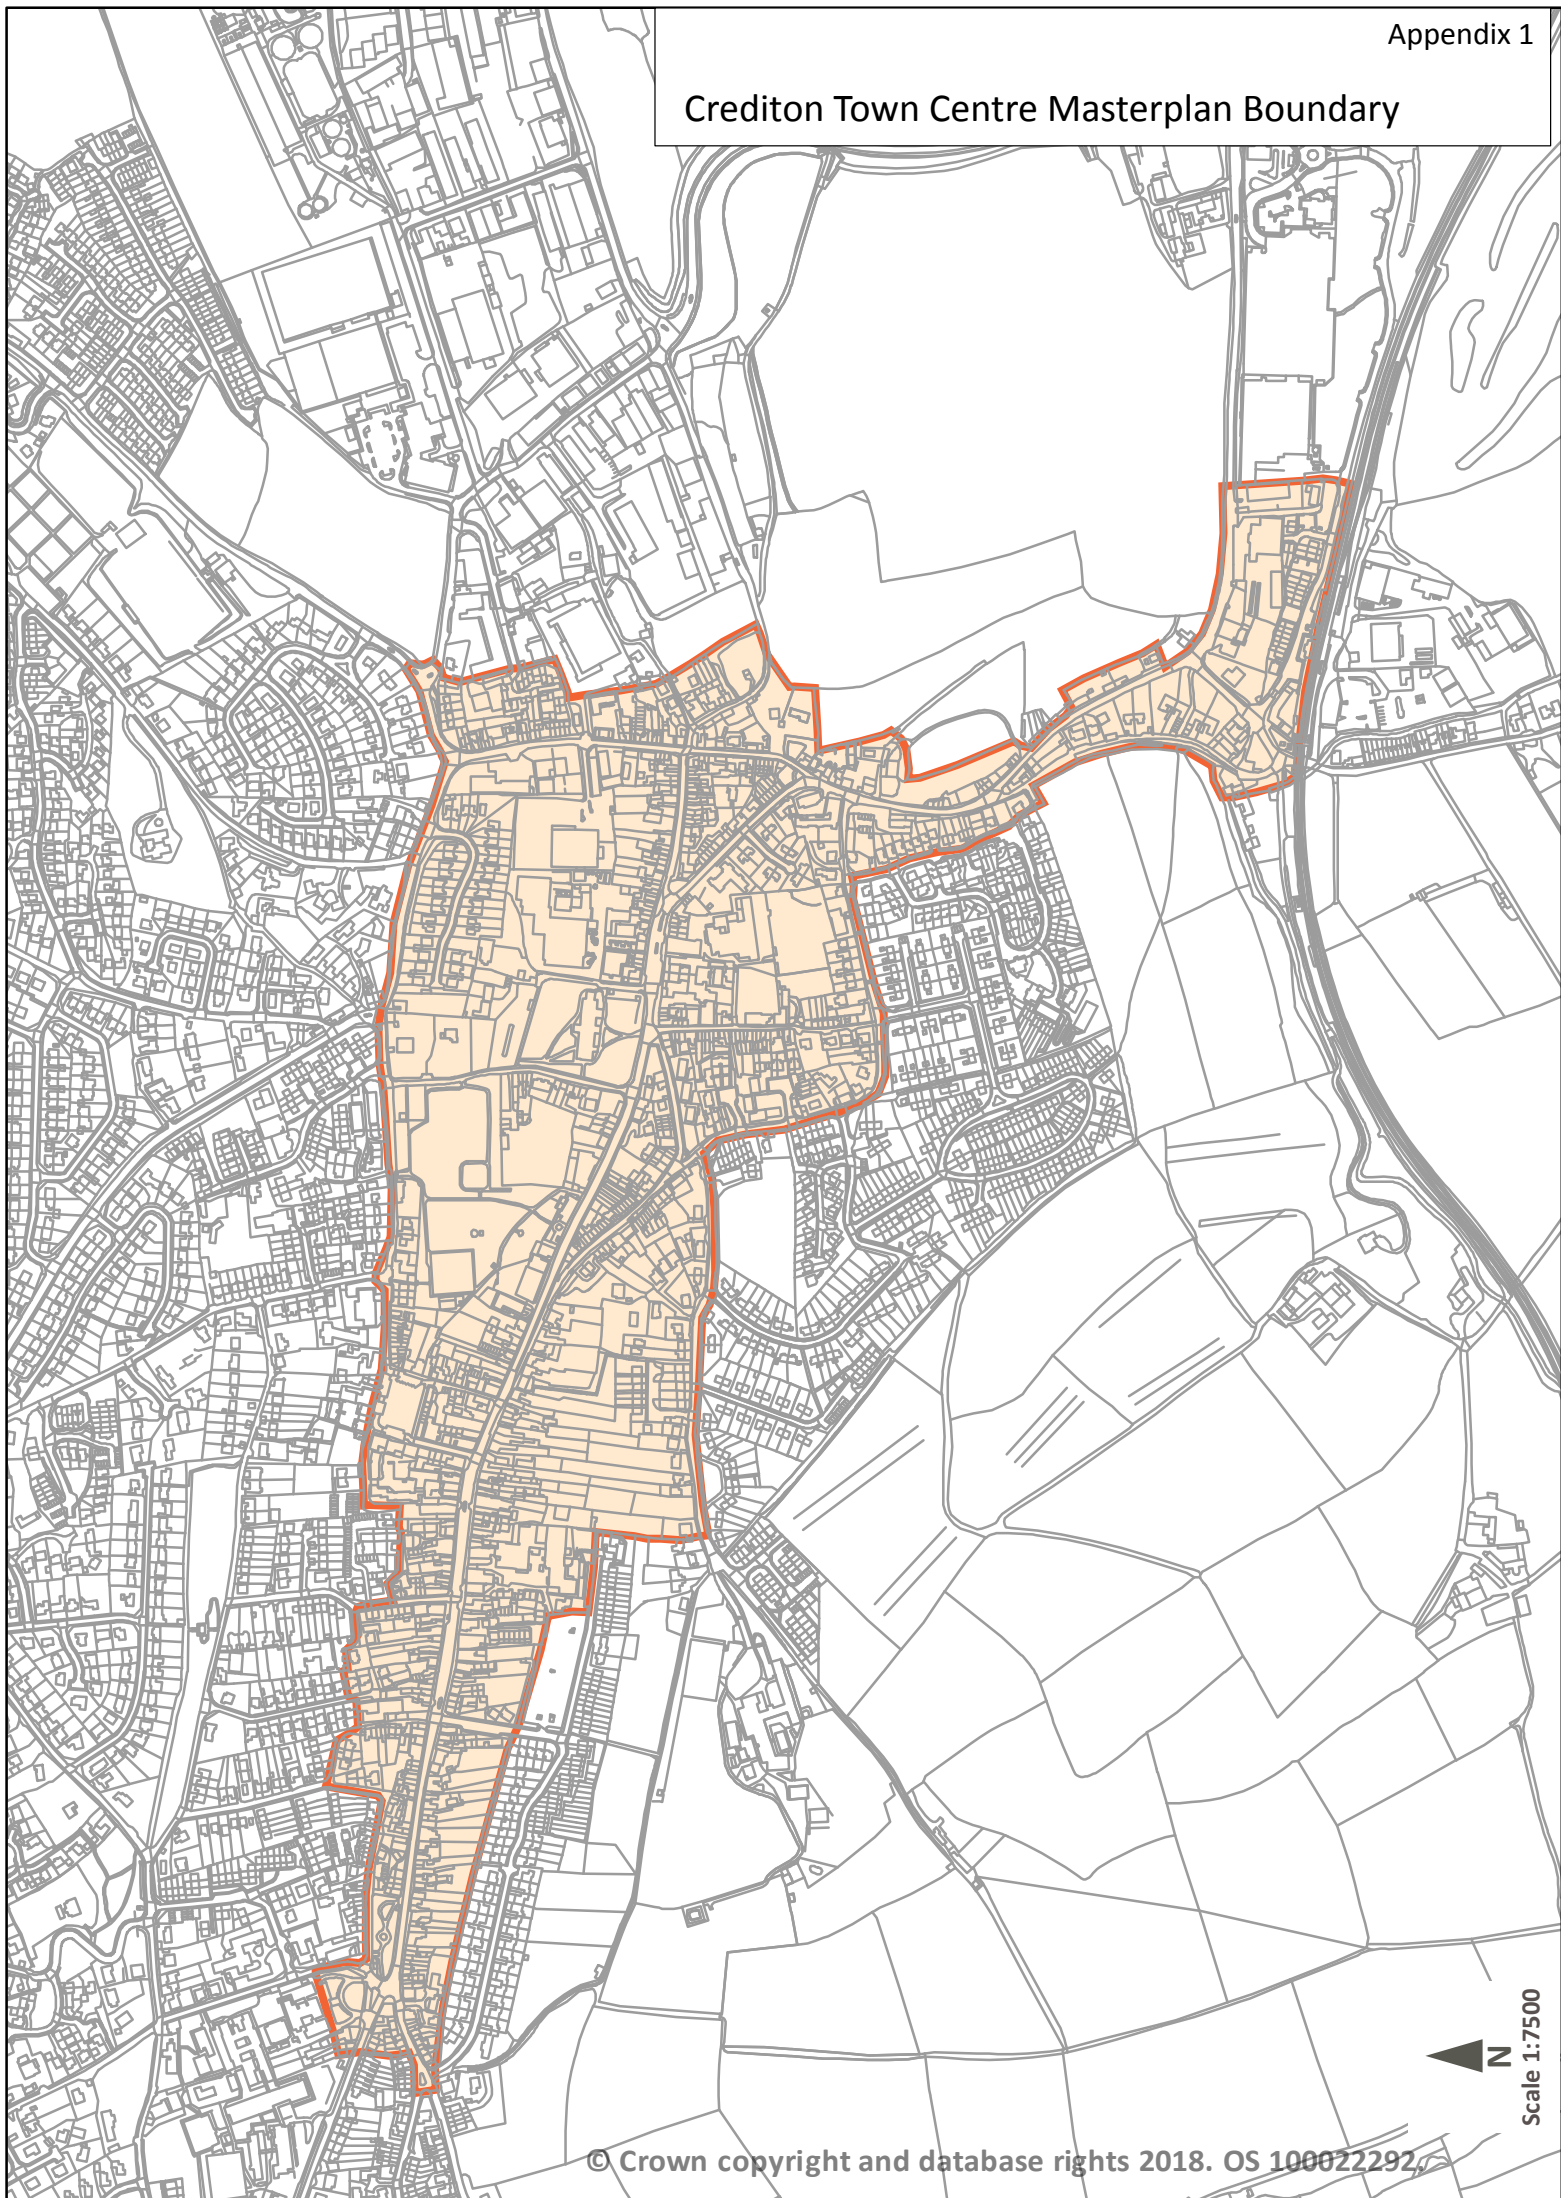 Appendix 1
Crediton Town Centre Masterplan Boundary
N
Scale 1:7500
© Crown copyright and database rights 2018. OS 100022292.